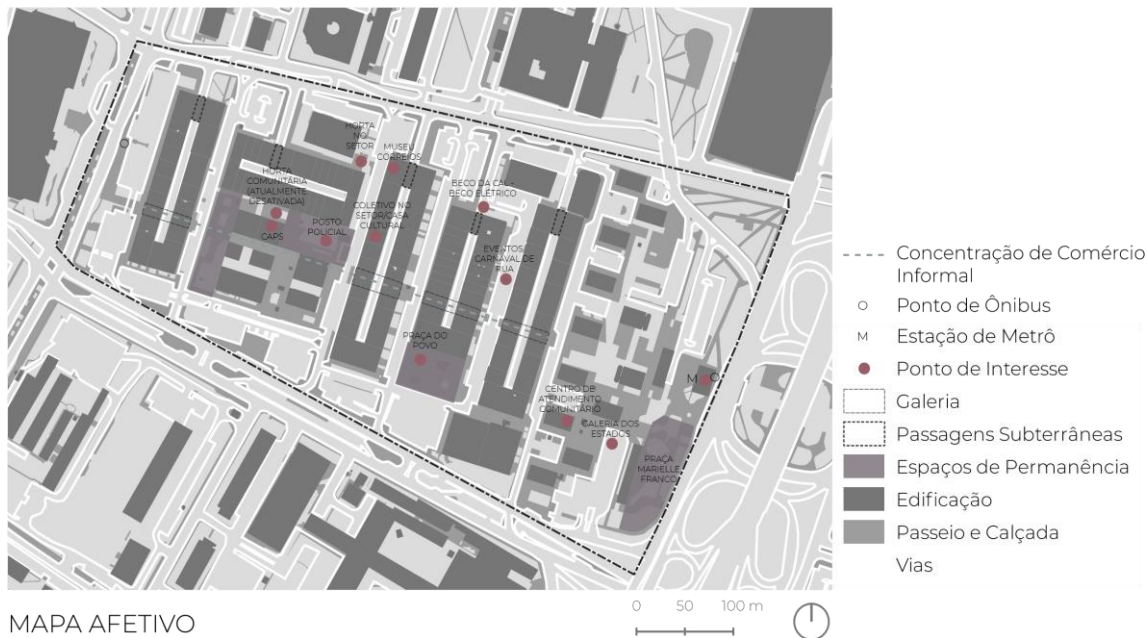 HORTA
NO
SETOR
MUSEU
CORREIOS
HORTA
COMUNITÁRIA
(ATUALMENTE
DESATIVADA)
CAPS
POSTO
POLICIAL
COLETIVO NO
SETOR/CASA
CULTURAL
BECO DA CAL -
BECO ELÉTRICO
EVENTOS
CARNAVAL DE
RUA
PRAÇA DO
POVO
CENTRO DE
ATENDIMENTO
COMUNITÁRIO
GALERIA DOS
ESTADOS
PRAÇA
MARIELLE
FRANCO
M
Concentração de Comércio
Informal
Ponto de Ônibus
M Estação de Metrô
Ponto de Interesse
Galeria
Passagens Subterrâneas
Espaços de Permanência
Edificação
Passeio e Calçada
Vias
MAPA AFETIVO
0 50 100 m